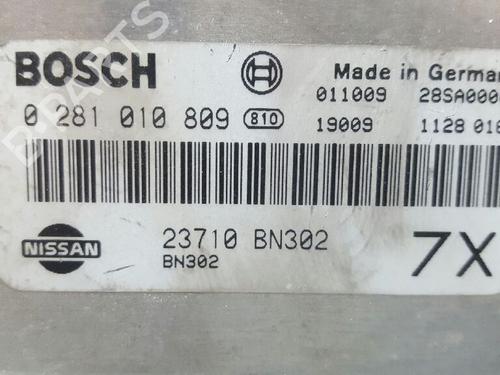 BOSCH
Made in German
0 281 010 809 810
011009 28SA000
19009 1128 018
NISSAN
23710 BN302
BN302
7X
B-PARTS